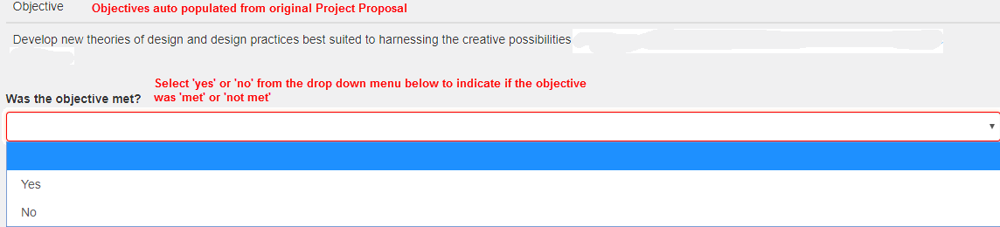 Objective Objectives auto populated from original Project Proposal
Develop new theories of design and design practices best suited to harnessing the creative possibilities
Select 'yes' or 'no' from the drop down menu below to indicate if the objective
Was the objective met? was 'met' or 'not met'
Yes
No